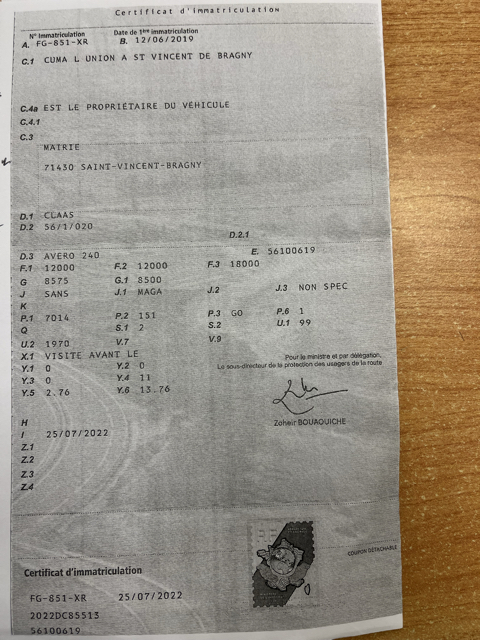 Certificat d'immatriculation
N° Immatriculation Date de 1ère immatriculation
A. FG-851-XR B. 12/06/2019
C.1 CUMA L UNION A ST VINCENT DE BRAGNY
C.4a EST LE PROPRIÉTAIRE DU VÉHICULE
C.4.1
C.3
MAIRIE
71430 SAINT-VINCENT-BRAGNY
D.1 CLAAS
D.2 56/1/020
D.2.1
D.3 AVERO 240 E. 56100619
F.1 12000 F.2 12000 F.3 18000
G 8575 G.1 8500
J SANS J.1 MAGA J.2 J.3 NON SPEC
K
P.1 7014 P.2 151 P.3 GO P.6 1
Q S.1 2 S.2 U.1 99
U.2 1970 V.7 V.9
X.1 VISITE AVANT LE
Y.1 0 Y.2 0
Y.3 0 Y.4 11
Y.5 2.76 Y.6 13.76
Pour le ministre et par délégation,
Le sous-directeur de la protection des usagers de la route
Zoheir BOUAOUICHE
H
I 25/07/2022
Z.1
Z.2
Z.3
Z.4
COUPON DÉTACHABLE
Certificat d'immatriculation
FG-851-XR 25/07/2022
2022DC85513
56100619